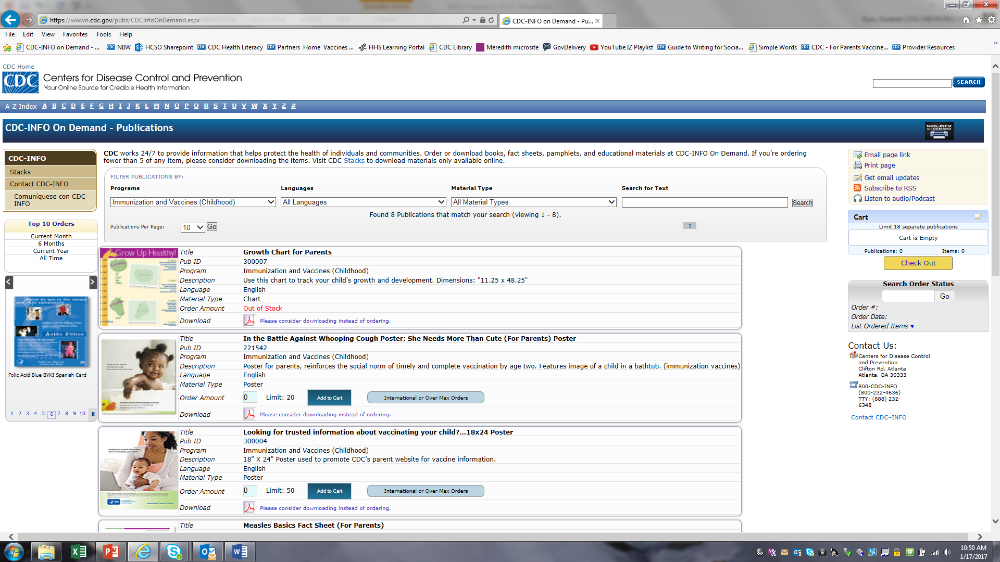 https://wwwn.cdc.gov/pubs/CDCInfoOnDemand.aspx
CDC-INFO on Demand - Pu...
File Edit View Favorites Tools Help
CDC-INFO on Demand - ... NIIW HCSO Sharepoint CDC Health Literacy Partners Home Vaccines ... HHS Learning Portal CDC Library Meredith microsite GovDelivery YouTube IZ Playlist Guide to Writing for Socia... Simple Words CDC - For Parents Vaccine... Provider Resources
CDC Home
CDC
Centers for Disease Control and Prevention
Your Online Source for Credible Health Information
SEARCH
A-Z Index A B C D E F G H I J K L M N O P Q R S T U V W X Y Z #
CDC-INFO On Demand - Publications
CDC-INFO
on DEMAND
CDC-INFO
Stacks
Contact CDC-INFO
Comuníquese con CDC-
INFO
Top 10 Orders
Current Month
6 Months
Current Year
All Time
Antes de que te des cuenta
que estás embarazada...
Ácido Fólico
Folic Acid Blue BYKI Spanish Card
1 2 3 4 5 6 7 8 9 10
CDC works 24/7 to provide information that helps protect the health of individuals and communities. Order or download books, fact sheets, pamphlets, and educational materials at CDC-INFO On Demand. If you're ordering
fewer than 5 of any item, please consider downloading the items. Visit CDC Stacks to download materials only available online.
FILTER PUBLICATIONS BY:
Programs Languages Material Type Search for Text
Immunization and Vaccines (Childhood) All Languages All Material Types Search
Found 8 Publications that match your search (viewing 1 - 8).
Publications Per Page: 10 Go 1
Grow Up Healthy!
Title Growth Chart for Parents
Pub ID 300007
Program Immunization and Vaccines (Childhood)
Description Use this chart to track your child's growth and development. Dimensions: "11.25 x 48.25"
Language English
Material Type Chart
Order Amount Out of Stock
Download Please consider downloading instead of ordering.
Title In the Battle Against Whooping Cough Poster: She Needs More Than Cute (For Parents) Poster
Pub ID 221542
Program Immunization and Vaccines (Childhood)
Description Poster for parents, reinforces the social norm of timely and complete vaccination by age two. Features image of a child in a bathtub. (immunization vaccines)
Language English
Material Type Poster
Order Amount 0 Limit: 20 Add to Cart International or Over Max Orders
Download Please consider downloading instead of ordering.
Title Looking for trusted information about vaccinating your child?...18x24 Poster
Pub ID 300004
Program Immunization and Vaccines (Childhood)
Description 18" X 24" Poster used to promote CDC's parent website for vaccine information.
Language English
Material Type Poster
Order Amount 0 Limit: 50 Add to Cart International or Over Max Orders
Download Please consider downloading instead of ordering.
Title Measles Basics Fact Sheet (For Parents)
Email page link
Print page
Get email updates
Subscribe to RSS
Listen to audio/Podcast
Cart
Limit 18 separate publications
Cart is Empty
Publications: 0 Items: 0
Check Out
Search Order Status
Go
Order #:
Order Date:
List Ordered Items
Contact Us:
Centers for Disease Control
and Prevention
Clifton Rd. Atlanta
Atlanta, GA 30333
800-CDC-INFO
(800-232-4636)
TTY: (888) 232-
6348
Contact CDC-INFO
10:50 AM
1/17/2017